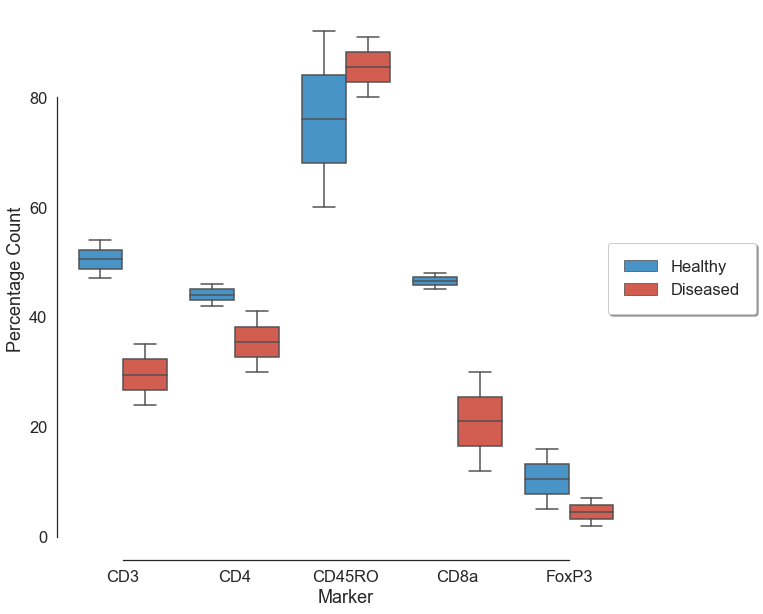 80
60
40
20
0
Percentage Count
CD3 CD4 CD45RO CD8a FoxP3
Marker
Healthy
Diseased